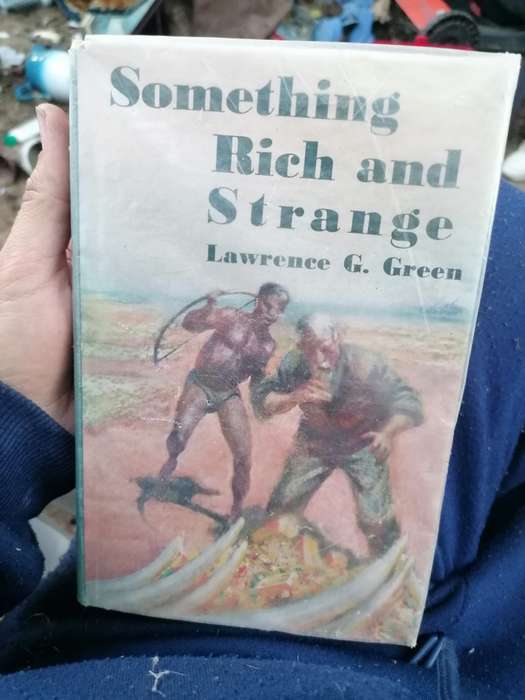 Something
Rich and
Strange
Lawrence G. Green